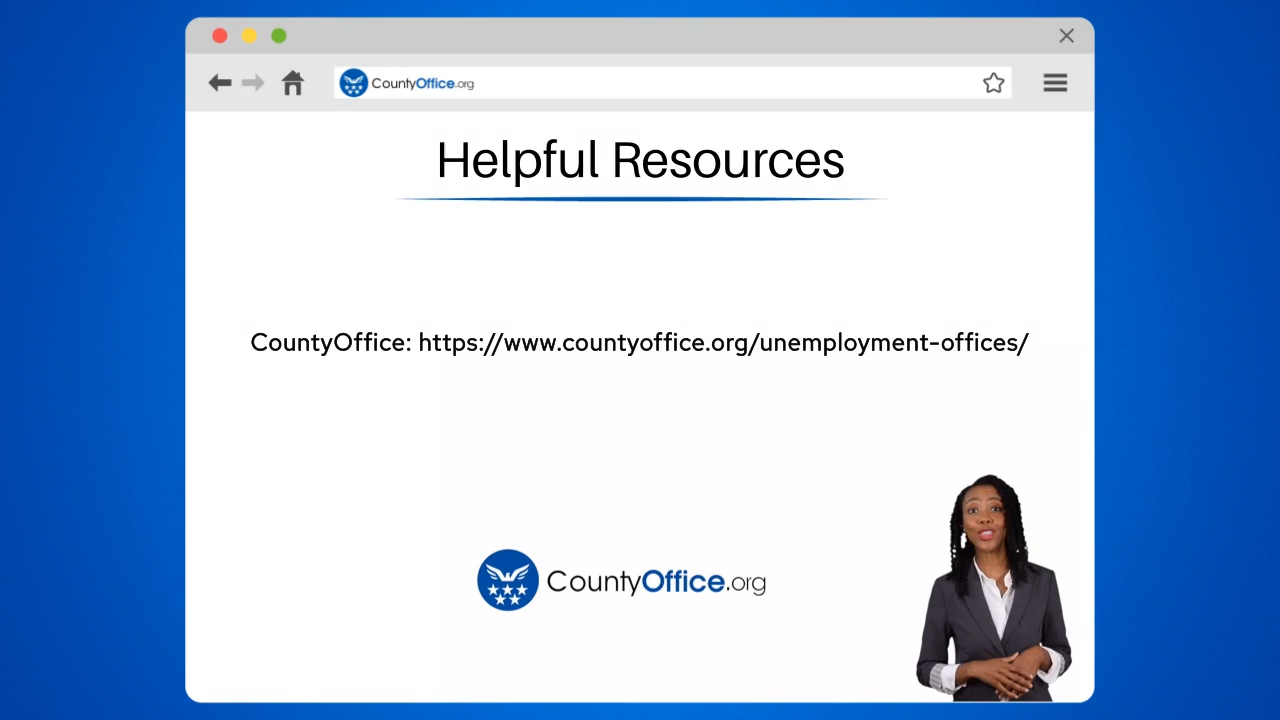 CountyOffice.org
Helpful Resources
CountyOffice: https://www.countyoffice.org/unemployment-offices/
CountyOffice.org